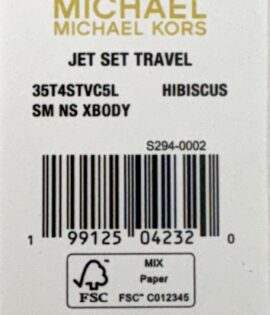 MICHAEL
MICHAEL KORS
JET SET TRAVEL
35T4STVC5L HIBISCUS
SM NS XBODY
S294-0002
1 99125 04232 0
FSC
MIX
Paper
FSC™ C012345